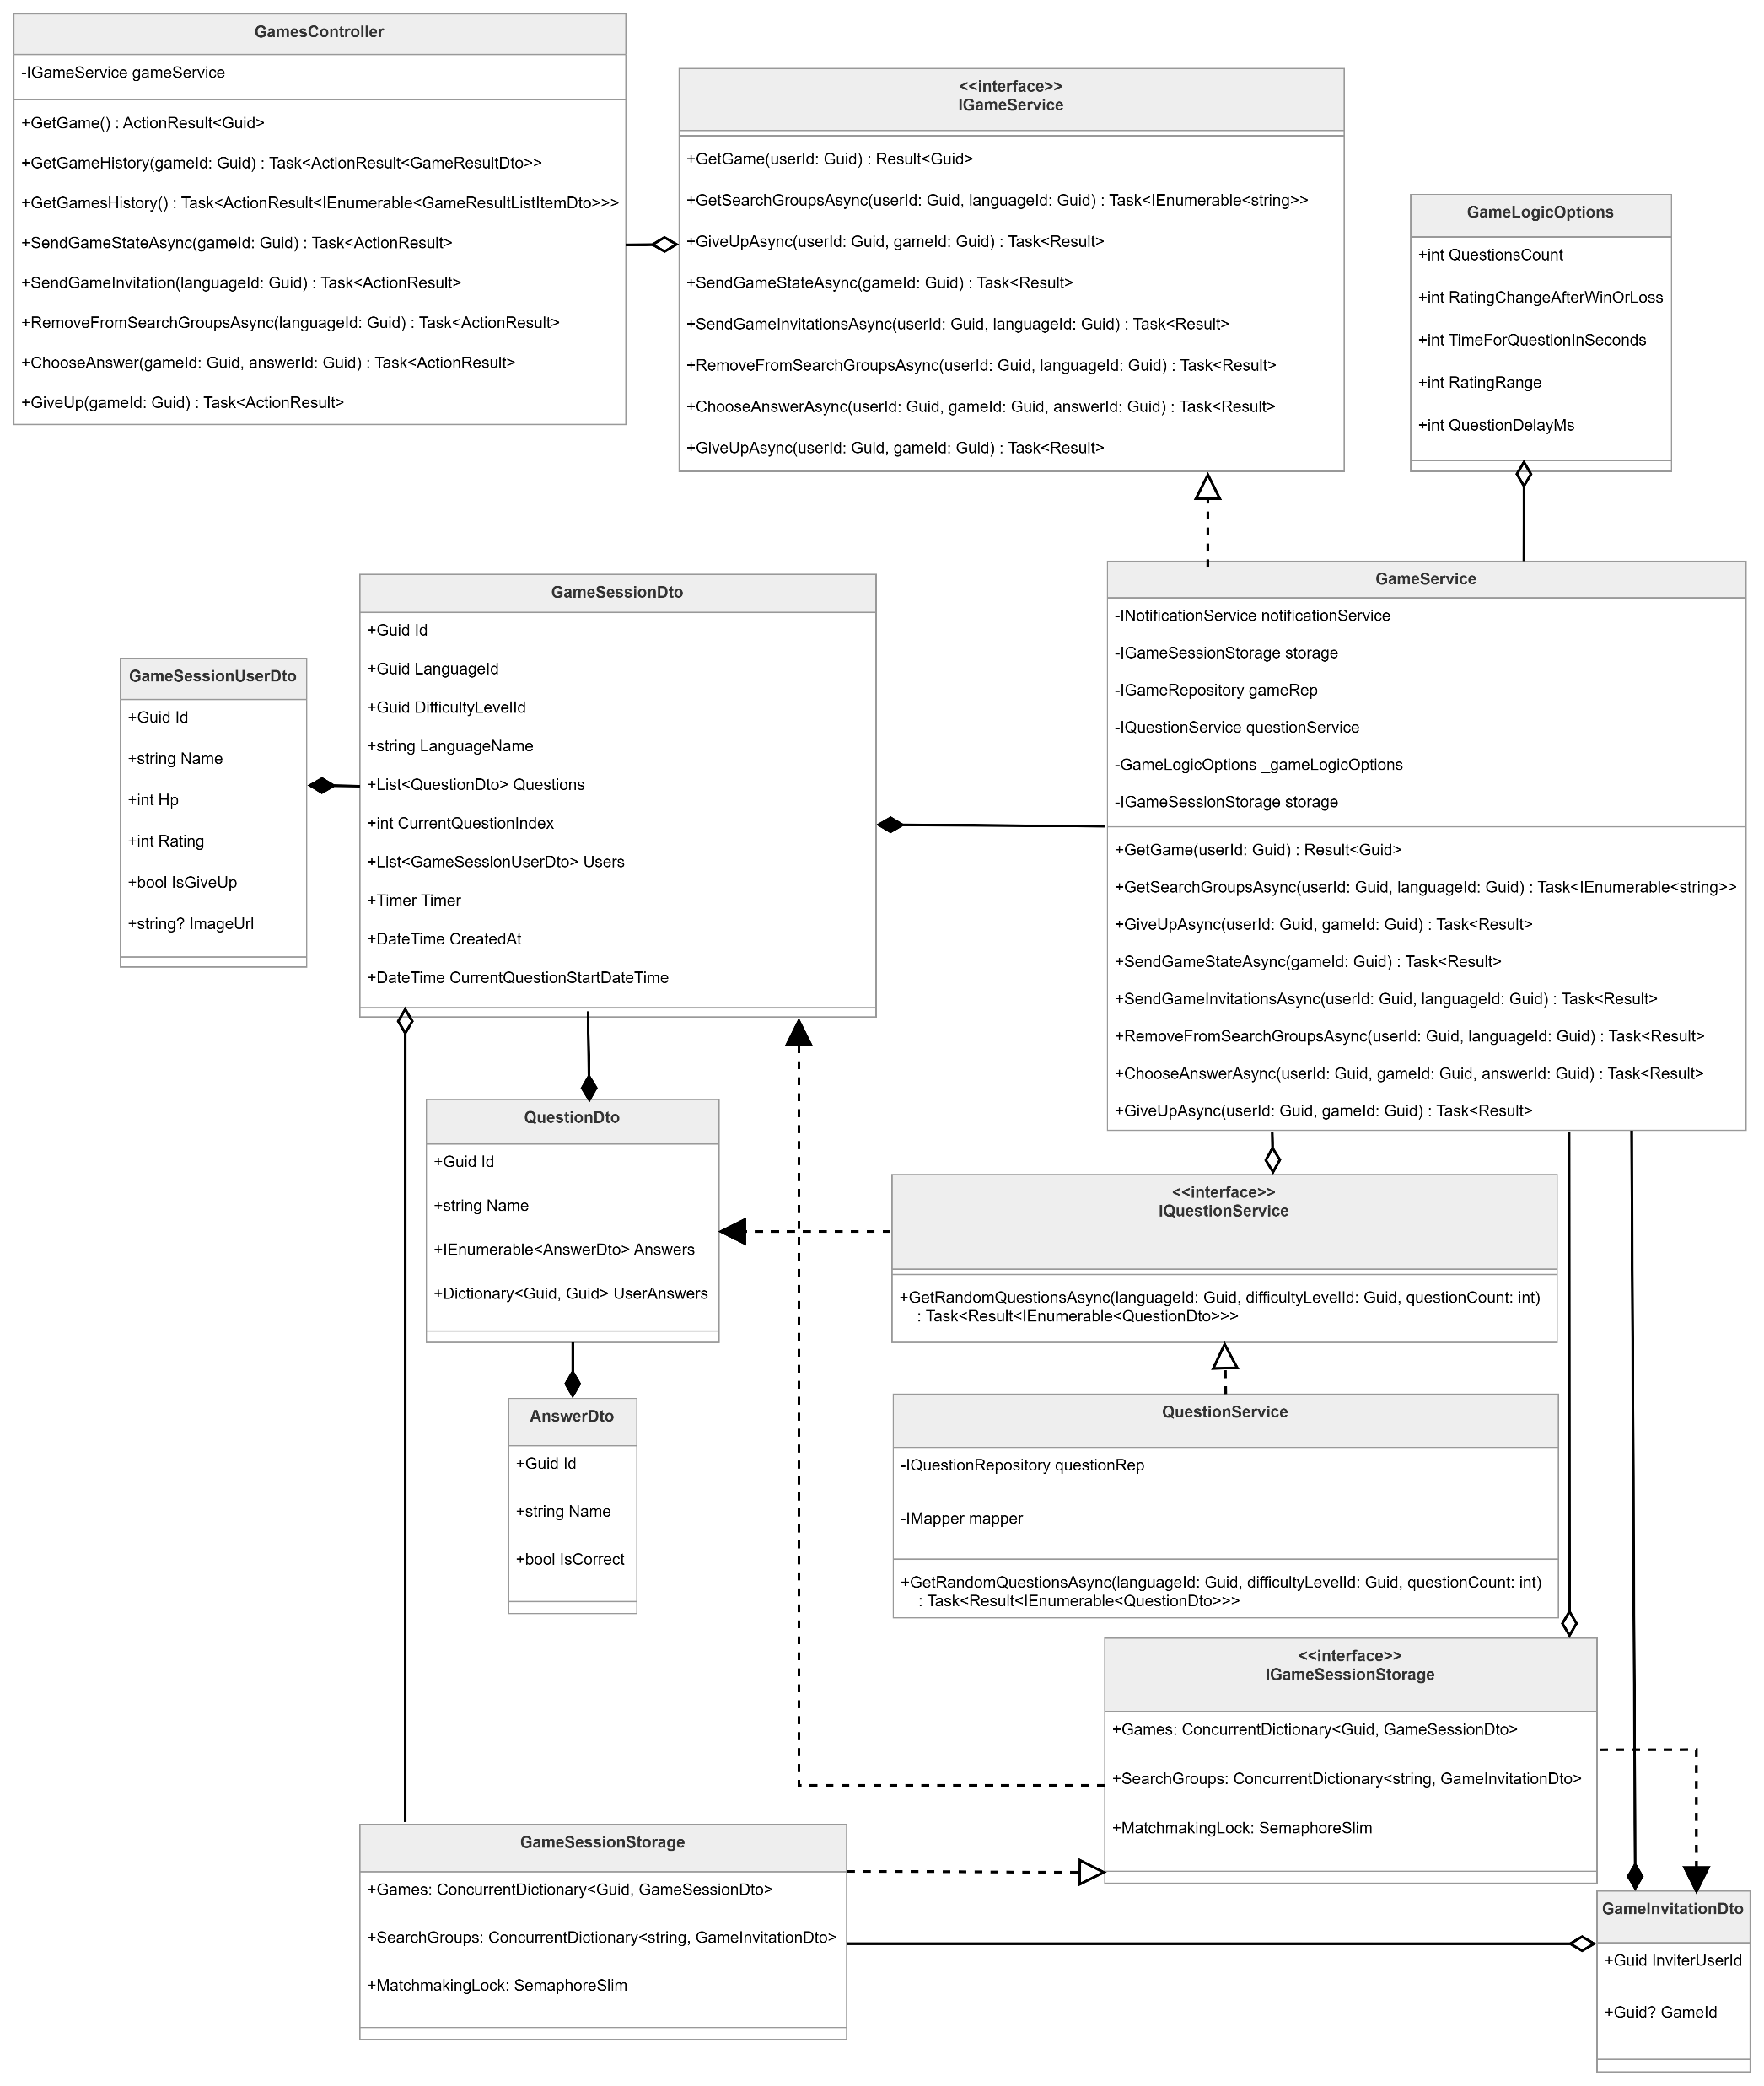 GamesController
-IGameService gameService
+GetGame() : ActionResult<Guid>
+GetGameHistory(gameId: Guid) : Task<ActionResult<GameResultDto>>
+GetGamesHistory() : Task<ActionResult<IEnumerable<GameResultListItemDto>>>
+SendGameStateAsync(gameId: Guid) : Task<ActionResult>
+SendGameInvitation(languageId: Guid) : Task<ActionResult>
+RemoveFromSearchGroupsAsync(languageId: Guid) : Task<ActionResult>
+ChooseAnswer(gameId: Guid, answerId: Guid) : Task<ActionResult>
+GiveUp(gameId: Guid) : Task<ActionResult>
<<interface>>
IGameService
+GetGame(userId: Guid) : Result<Guid>
+GetSearchGroupsAsync(userId: Guid, languageId: Guid) : Task<IEnumerable<string>>
+GiveUpAsync(userId: Guid, gameId: Guid) : Task<Result>
+SendGameStateAsync(gameId: Guid) : Task<Result>
+SendGameInvitationsAsync(userId: Guid, languageId: Guid) : Task<Result>
+RemoveFromSearchGroupsAsync(userId: Guid, languageId: Guid) : Task<Result>
+ChooseAnswerAsync(userId: Guid, gameId: Guid, answerId: Guid) : Task<Result>
+GiveUpAsync(userId: Guid, gameId: Guid) : Task<Result>
GameLogicOptions
+int QuestionsCount
+int RatingChangeAfterWinOrLoss
+int TimeForQuestionInSeconds
+int RatingRange
+int QuestionDelayMs
GameSessionUserDto
+Guid Id
+string Name
+int Hp
+int Rating
+bool IsGiveUp
+string? ImageUrl
GameSessionDto
+Guid Id
+Guid LanguageId
+Guid DifficultyLevelId
+string LanguageName
+List<QuestionDto> Questions
+int CurrentQuestionIndex
+List<GameSessionUserDto> Users
+Timer Timer
+DateTime CreatedAt
+DateTime CurrentQuestionStartDateTime
GameService
-INotificationService notificationService
-IGameSessionStorage storage
-IGameRepository gameRep
-IQuestionService questionService
-GameLogicOptions _gameLogicOptions
-IGameSessionStorage storage
+GetGame(userId: Guid) : Result<Guid>
+GetSearchGroupsAsync(userId: Guid, languageId: Guid) : Task<IEnumerable<string>>
+GiveUpAsync(userId: Guid, gameId: Guid) : Task<Result>
+SendGameStateAsync(gameId: Guid) : Task<Result>
+SendGameInvitationsAsync(userId: Guid, languageId: Guid) : Task<Result>
+RemoveFromSearchGroupsAsync(userId: Guid, languageId: Guid) : Task<Result>
+ChooseAnswerAsync(userId: Guid, gameId: Guid, answerId: Guid) : Task<Result>
+GiveUpAsync(userId: Guid, gameId: Guid) : Task<Result>
QuestionDto
+Guid Id
+string Name
+IEnumerable<AnswerDto> Answers
+Dictionary<Guid, Guid> UserAnswers
<<interface>>
IQuestionService
+GetRandomQuestionsAsync(languageId: Guid, difficultyLevelId: Guid, questionCount: int)
: Task<Result<IEnumerable<QuestionDto>>>
AnswerDto
+Guid Id
+string Name
+bool IsCorrect
QuestionService
-IQuestionRepository questionRep
-IMapper mapper
+GetRandomQuestionsAsync(languageId: Guid, difficultyLevelId: Guid, questionCount: int)
: Task<Result<IEnumerable<QuestionDto>>>
<<interface>>
IGameSessionStorage
+Games: ConcurrentDictionary<Guid, GameSessionDto>
+SearchGroups: ConcurrentDictionary<string, GameInvitationDto>
+MatchmakingLock: SemaphoreSlim
GameSessionStorage
+Games: ConcurrentDictionary<Guid, GameSessionDto>
+SearchGroups: ConcurrentDictionary<string, GameInvitationDto>
+MatchmakingLock: SemaphoreSlim
GameInvitationDto
+Guid InviterUserId
+Guid? GameId